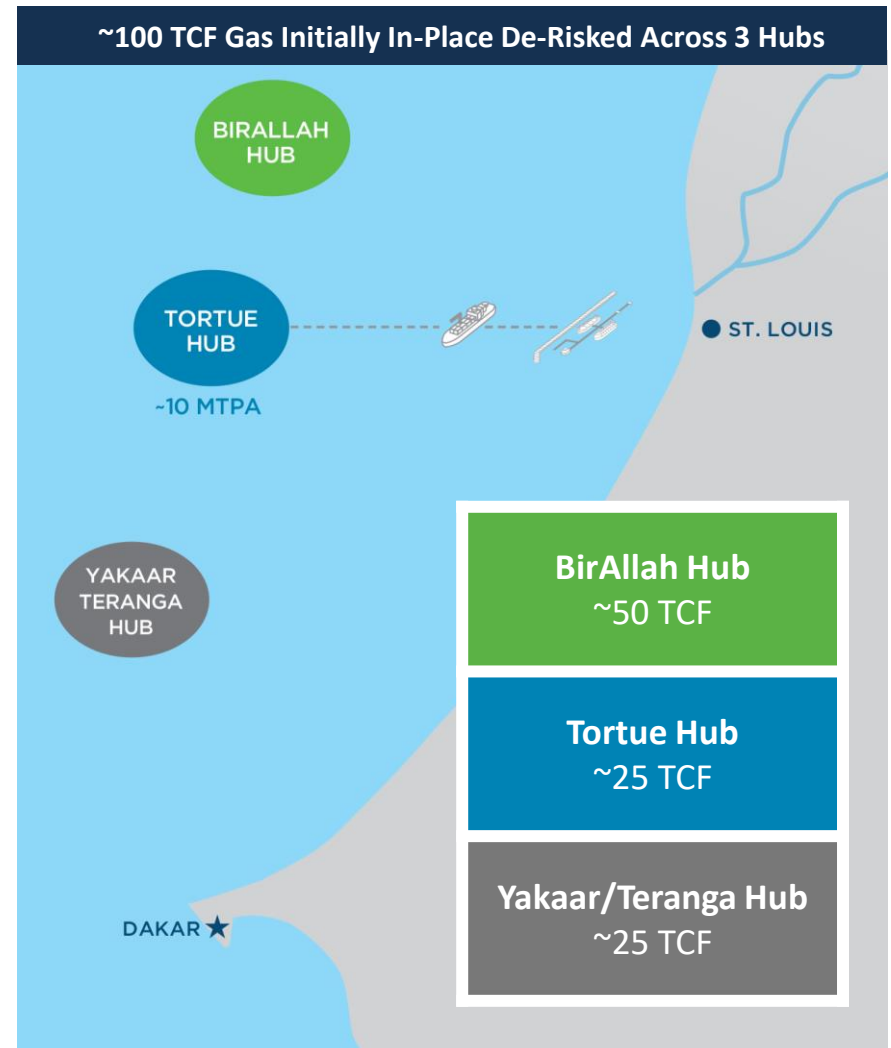 ~100 TCF Gas Initially In-Place De-Risked Across 3 Hubs
BIRALLAH
HUB
TORTUE
HUB
~10 MTPA
ST. LOUIS
YAKAAR
TERANGA
HUB
BirAllah Hub
~50 TCF
Tortue Hub
~25 TCF
Yakaar/Teranga Hub
~25 TCF
DAKAR